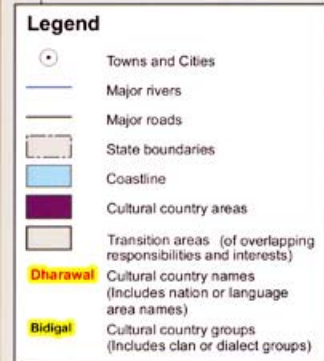 Legend
Towns and Cities
Major rivers
Major roads
State boundaries
Coastline
Cultural country areas
Transition areas (of overlapping
responsibilities and interests)
Dharawal Cultural country names
(Includes nation or language
area names)
Bidigal Cultural country groups
(Includes clan or dialect groups)